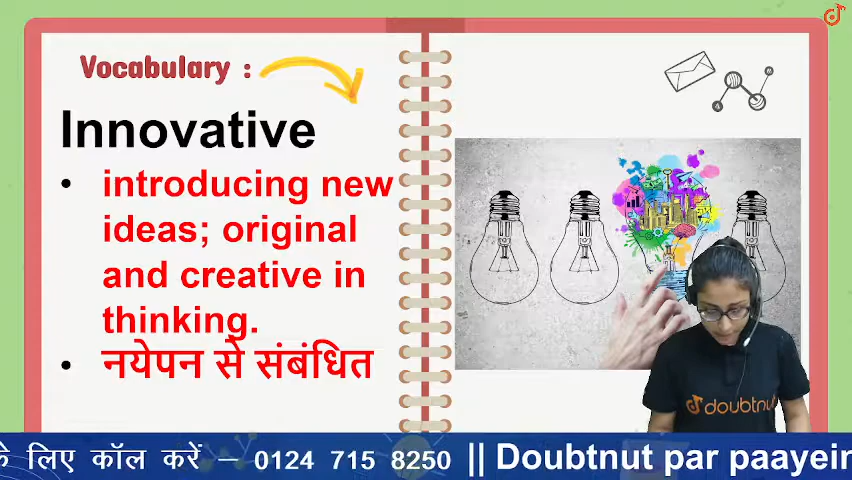 Vocabulary :
Innovative
• introducing new
ideas; original
and creative in
thinking.
• नयेपन से संबंधित
doubtnut
के लिए कॉल करें – 0124 715 8250 || Doubtnut par paayein